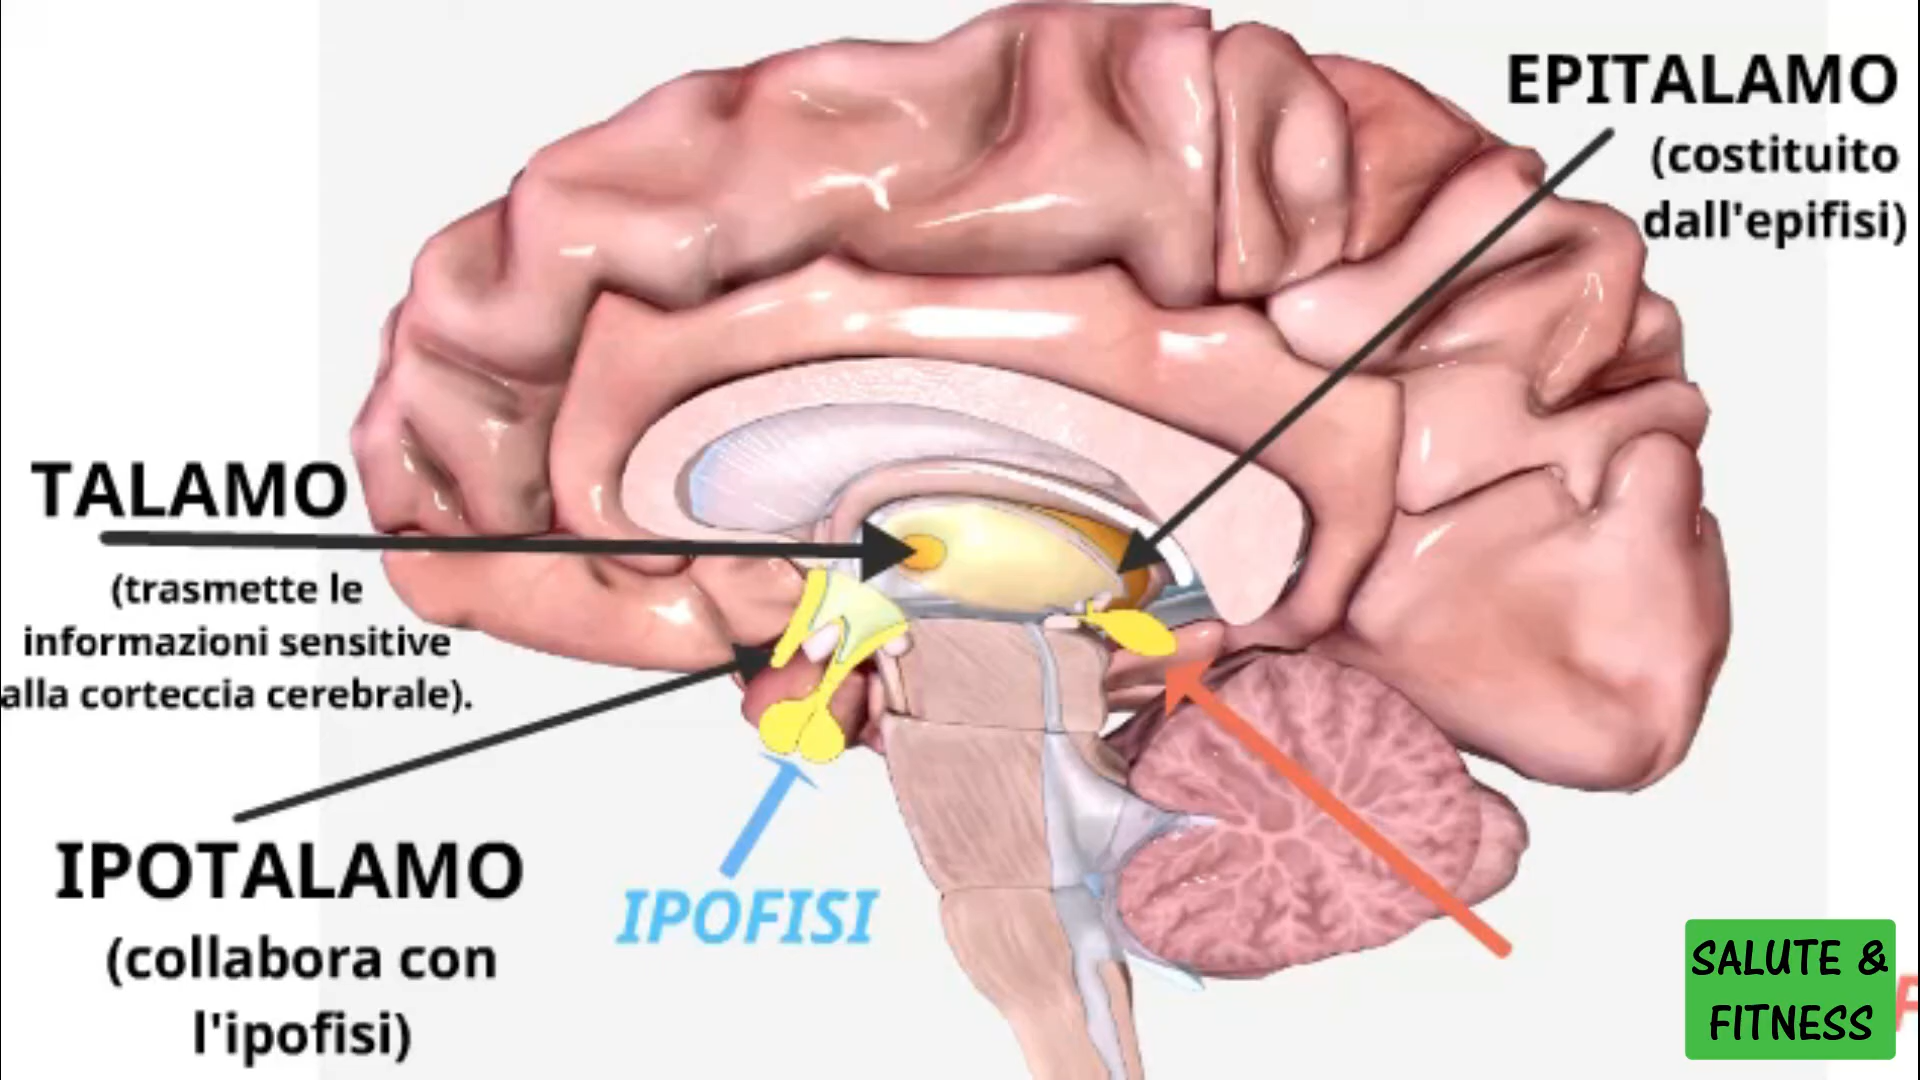 EPITALAMO
(costituito
dall'epifisi)
TALAMO
(trasmette le
informazioni sensitive
alla corteccia cerebrale).
IPOTALAMO
(collabora con
l'ipofisi)
IPOFISI
SALUTE &
FITNESS